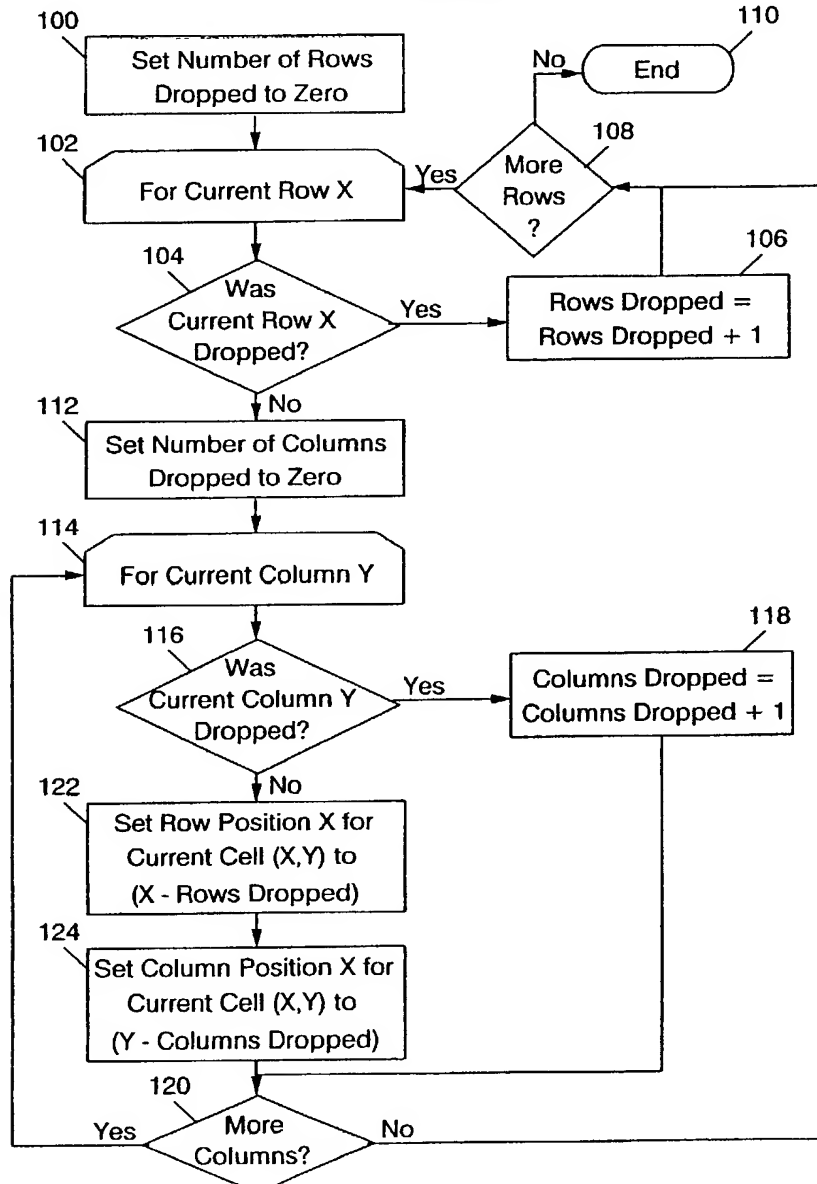 100
Set Number of Rows
Dropped to Zero
110
No
End
102
For Current Row X
Yes
108
More
Rows
?
104
Was
Current Row X
Dropped?
Yes
106
Rows Dropped =
Rows Dropped + 1
No
112
Set Number of Columns
Dropped to Zero
114
For Current Column Y
116
Was
Current Column Y
Dropped?
Yes
118
Columns Dropped =
Columns Dropped + 1
No
122
Set Row Position X for
Current Cell (X,Y) to
(X - Rows Dropped)
124
Set Column Position X for
Current Cell (X,Y) to
(Y - Columns Dropped)
120
Yes
More
Columns?
No